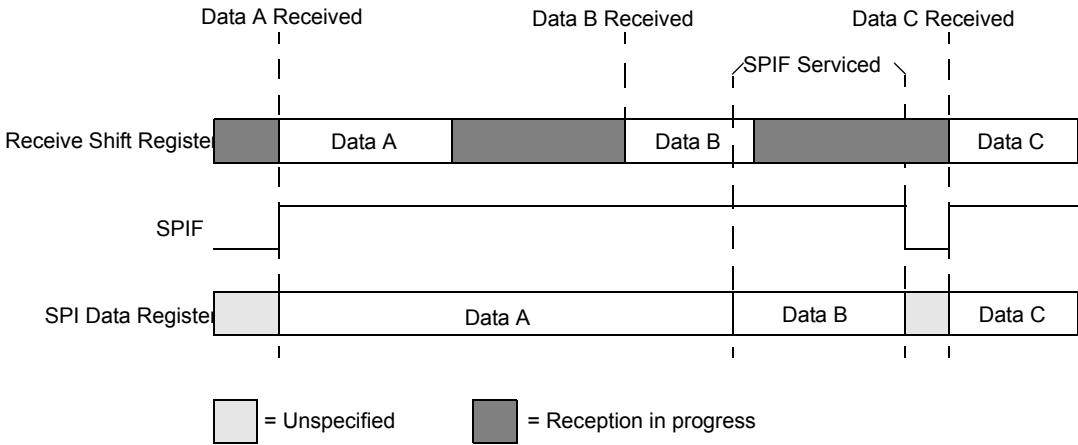 Data A Received
Data B Received
Data C Received
SPIF Serviced
Receive Shift Register
Data A
Data B
Data C
SPIF
SPI Data Register
Data A
Data B
Data C
= Unspecified
= Reception in progress